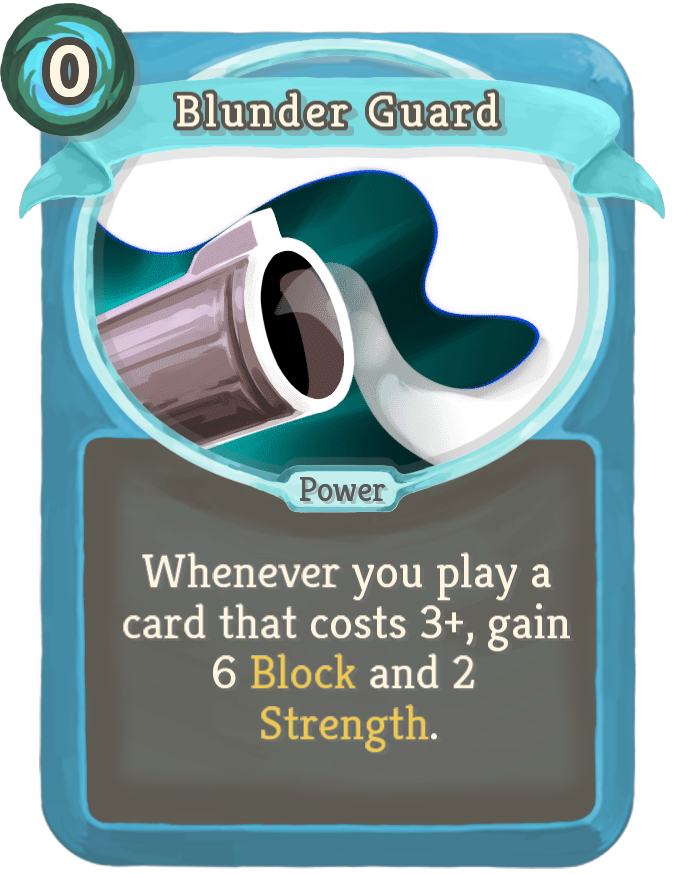 0
Blunder Guard
Power
Whenever you play a
card that costs 3+, gain
6 Block and 2
Strength.